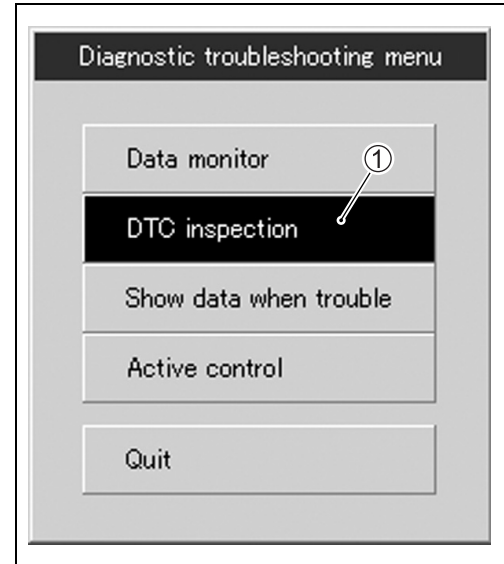 Diagnostic troubleshooting menu
Data monitor
①
DTC inspection
Show data when trouble
Active control
Quit